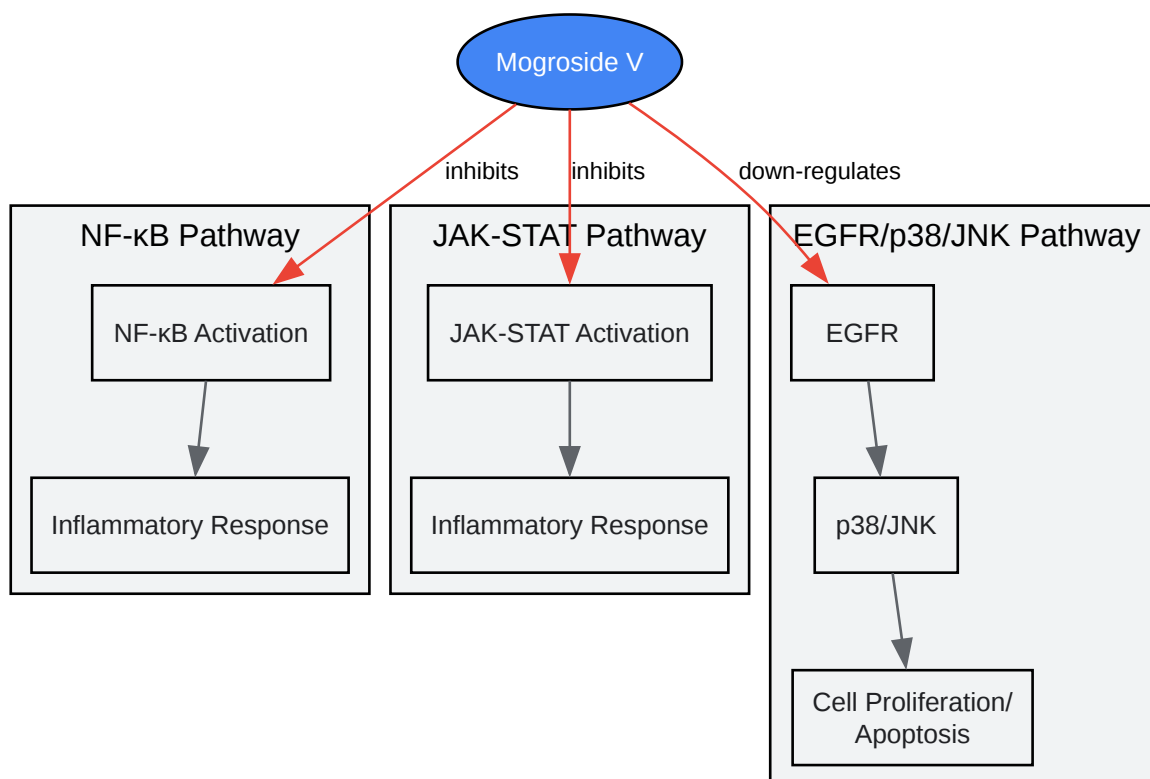 Mogroside V
inhibits
inhibits
down-regulates
NF-κB Pathway
JAK-STAT Pathway
EGFR/p38/JNK Pathway
NF-κB Activation
JAK-STAT Activation
EGFR
Inflammatory Response
Inflammatory Response
p38/JNK
Cell Proliferation/
Apoptosis